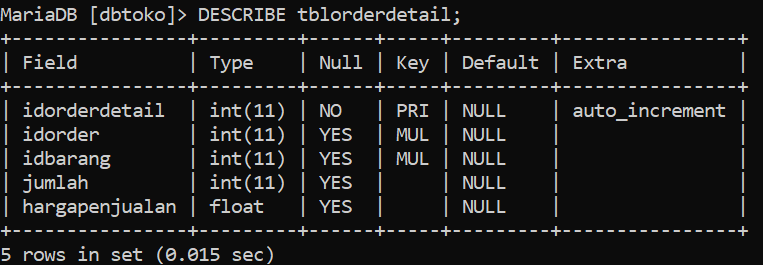 MariaDB [dbtoko]> DESCRIBE tblorderdetail;
+----------------+---------+------+-----+---------+----------------+
| Field          | Type    | Null | Key | Default | Extra          |
+----------------+---------+------+-----+---------+----------------+
| idorderdetail  | int(11) | NO   | PRI | NULL    | auto_increment |
| idorder        | int(11) | YES  | MUL | NULL    |                |
| idbarang       | int(11) | YES  | MUL | NULL    |                |
| jumlah         | int(11) | YES  |     | NULL    |                |
| hargapenjualan | float   | YES  |     | NULL    |                |
+----------------+---------+------+-----+---------+----------------+
5 rows in set (0.015 sec)